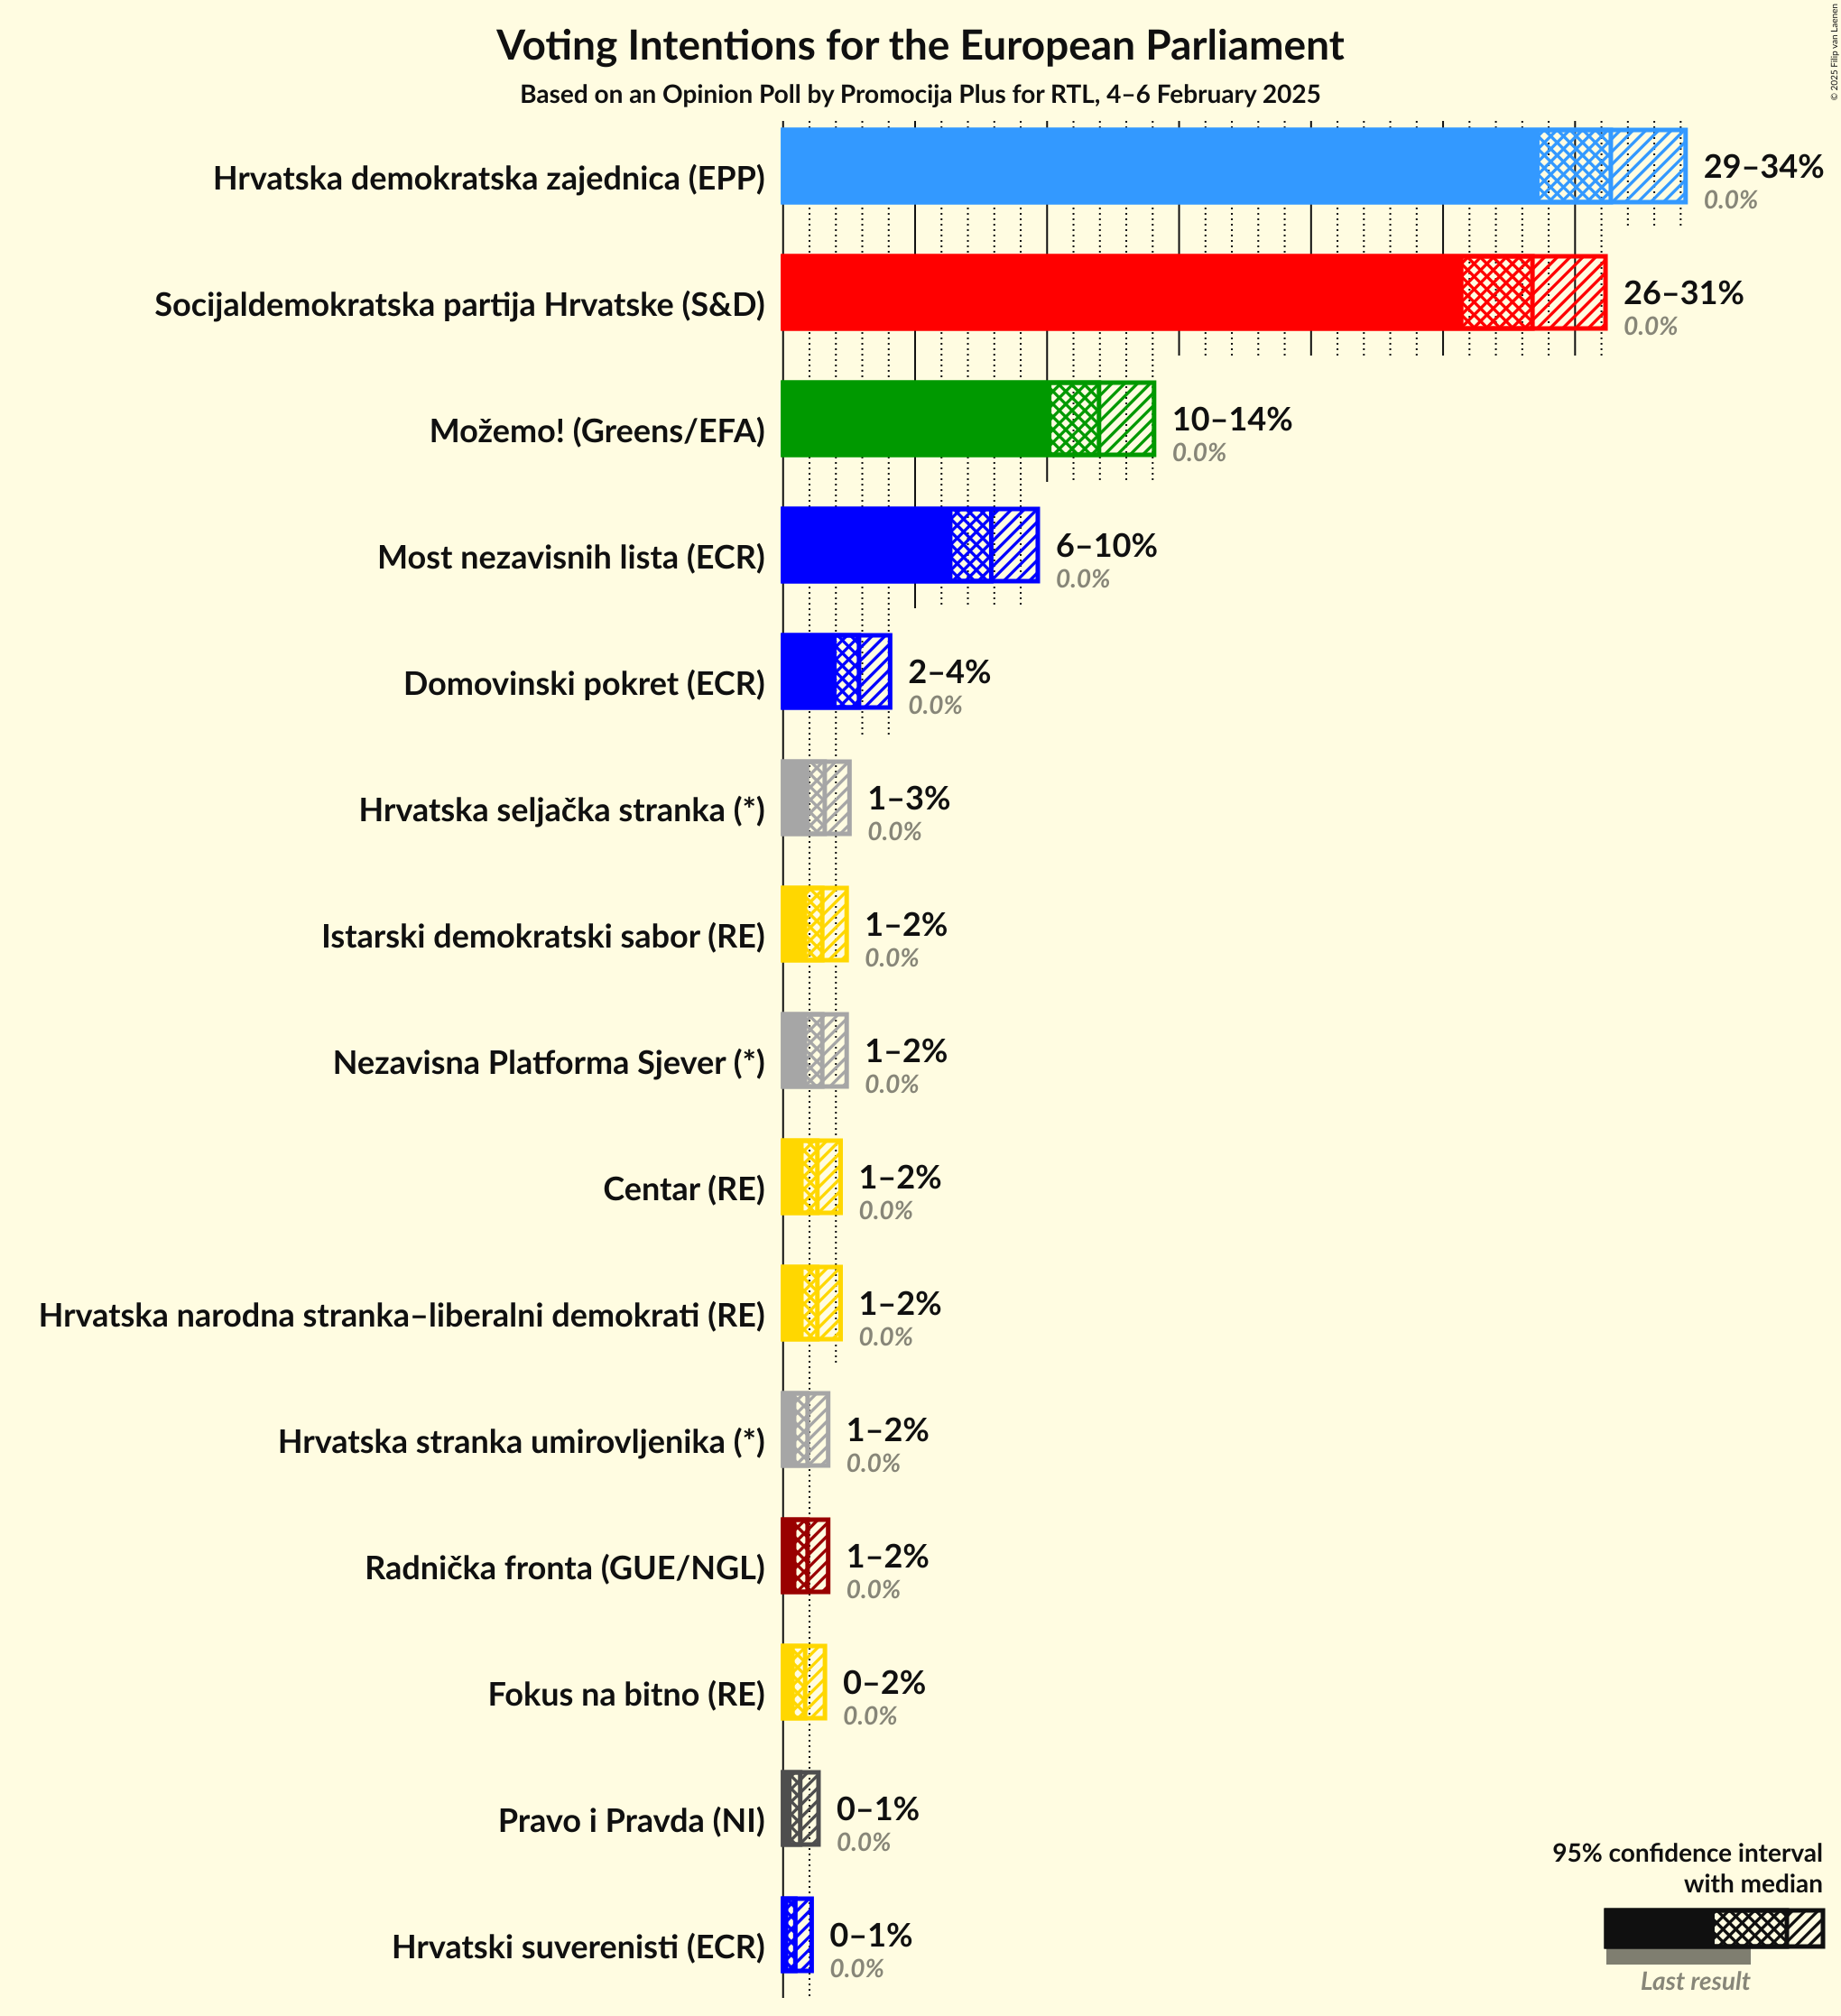 Voting Intentions for the European Parliament
Based on an Opinion Poll by Promocija Plus for RTL, 4–6 February 2025
© 2025 Filip van Laenen
Hrvatska demokratska zajednica (EPP)
29–34%
0.0%
Socijaldemokratska partija Hrvatske (S&D)
26–31%
0.0%
Možemo! (Greens/EFA)
10–14%
0.0%
Most nezavisnih lista (ECR)
6–10%
0.0%
Domovinski pokret (ECR)
2–4%
0.0%
Hrvatska seljačka stranka (*)
1–3%
0.0%
Istarski demokratski sabor (RE)
1–2%
0.0%
Nezavisna Platforma Sjever (*)
1–2%
0.0%
Centar (RE)
1–2%
0.0%
Hrvatska narodna stranka–liberalni demokrati (RE)
1–2%
0.0%
Hrvatska stranka umirovljenika (*)
1–2%
0.0%
Radnička fronta (GUE/NGL)
1–2%
0.0%
Fokus na bitno (RE)
0–2%
0.0%
Pravo i Pravda (NI)
0–1%
0.0%
Hrvatski suverenisti (ECR)
0–1%
0.0%
95% confidence interval
with median
Last result